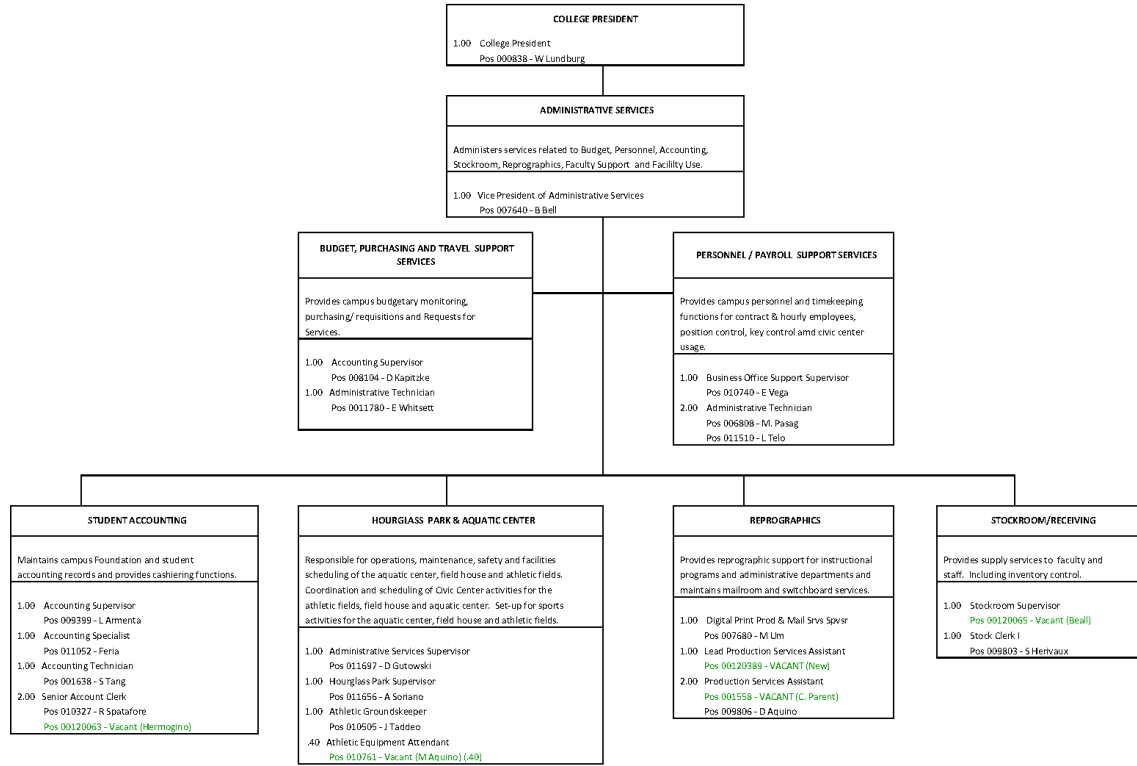 COLLEGE PRESIDENT
1.00 College President
Pos 000838 - W Lundburg
ADMINISTRATIVE SERVICES
Administers services related to Budget, Personnel, Accounting,
Stockroom, Reprographics, Faculty Support and Facililty Use.
1.00 Vice President of Administrative Services
Pos 007640 - B Bell
BUDGET, PURCHASING AND TRAVEL SUPPORT
SERVICES
Provides campus budgetary monitoring,
purchasing/ requisitions and Requests for
Services.
1.00 Accounting Supervisor
Pos 008104 - D Kapitzke
1.00 Administrative Technician
Pos 0011780 - E Whitsett
PERSONNEL / PAYROLL SUPPORT SERVICES
Provides campus personnel and timekeeping
functions for contract & hourly employees,
position control, key control amd civic center
usage.
1.00 Business Office Support Supervisor
Pos 010740 - E Vega
2.00 Administrative Technician
Pos 006808 - M. Pasag
Pos 011510 - L Telo
STUDENT ACCOUNTING
Maintains campus Foundation and student
accounting records and provides cashiering functions.
1.00 Accounting Supervisor
Pos 009399 - L Armenta
1.00 Accounting Specialist
Pos 011052 - Feria
1.00 Accounting Technician
Pos 001638 - S Tang
2.00 Senior Account Clerk
Pos 010327 - R Spatafore
Pos 00120063 - Vacant (Hermogino)
HOURGLASS PARK & AQUATIC CENTER
Responsible for operations, maintenance, safety and facilities
scheduling of the aquatic center, field house and athletic fields.
Coordination and scheduling of Civic Center activities for the
athletic fields, field house and aquatic center. Set-up for sports
activities for the aquatic center, field house and athletic fields.
1.00 Administrative Services Supervisor
Pos 011697 - D Gutowski
1.00 Hourglass Park Supervisor
Pos 011656 - A Soriano
1.00 Athletic Groundskeeper
Pos 010505 - J Taddeo
.40 Athletic Equipment Attendant
Pos 010761 - Vacant (M Aquino) (.40)
REPROGRAPHICS
Provides reprographic support for instructional
programs and administrative departments and
maintains mailroom and switchboard services.
1.00 Digital Print Prod & Mail Srvs Spvsr
Pos 007680 - M Um
1.00 Lead Production Services Assistant
Pos 00120389 - VACANT (New)
2.00 Production Services Assistant
Pos 001558 - VACANT (C. Parent)
Pos 009806 - D Aquino
STOCKROOM/RECEIVING
Provides supply services to faculty and
staff. Including inventory control.
1.00 Stockroom Supervisor
Pos 00120065 - Vacant (Beall)
1.00 Stock Clerk I
Pos 009803 - S Herivaux